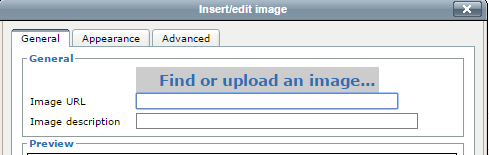 Insert/edit image
General Appearance Advanced
General
Find or upload an image...
Image URL
Image description
Preview